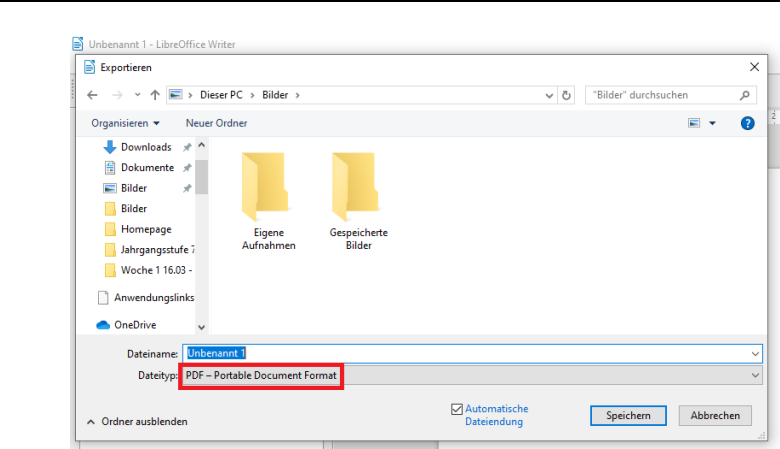 Unbenannt 1 - LibreOffice Writer
Exportieren
Dieser PC > Bilder >
"Bilder" durchsuchen
Organisieren
Neuer Ordner
2
Downloads
Dokumente
Bilder
Bilder
Homepage
Jahrgangsstufe 7
Woche 1 16.03 -
Anwendungslinks
OneDrive
Eigene
Aufnahmen
Gespeicherte
Bilder
Dateiname: Unbenannt 1
Dateityp: PDF – Portable Document Format
Automatische
Dateiendung
Ordner ausblenden
Speichern
Abbrechen